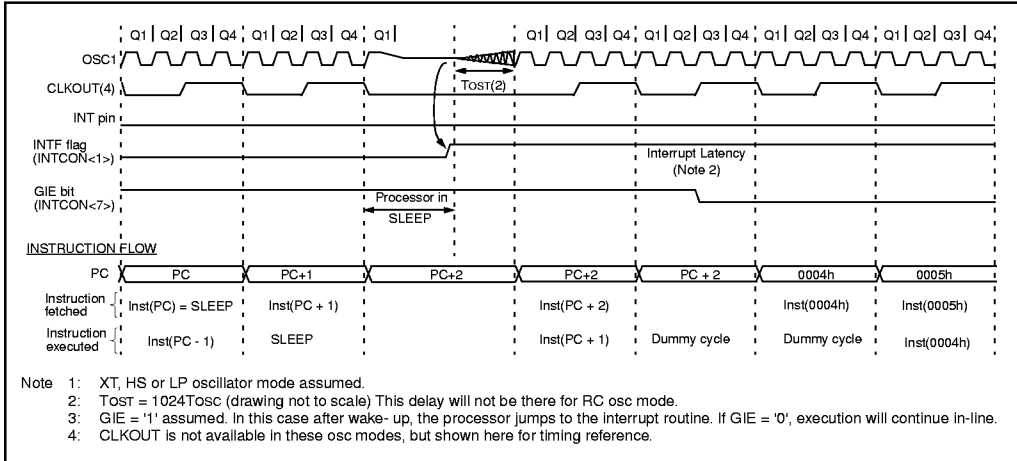 Q1 Q2 Q3 Q4 Q1 Q2 Q3 Q4 Q1 Q1 Q2 Q3 Q4 Q1 Q2 Q3 Q4 Q1 Q2 Q3 Q4 Q1 Q2 Q3 Q4
OSC1
TOST(2)
CLKOUT(4)
INT pin
INTF flag
(INTCON<1>)
Interrupt Latency
(Note 2)
GIE bit
(INTCON<7>)
Processor in
SLEEP
INSTRUCTION FLOW
PC PC PC+1 PC+2 PC+2 PC + 2 0004h 0005h
Instruction
fetched
Inst(PC) = SLEEP Inst(PC + 1) Inst(PC + 2) Inst(0004h) Inst(0005h)
Instruction
executed
Inst(PC - 1) SLEEP Inst(PC + 1) Dummy cycle Dummy cycle Inst(0004h)
Note 1: XT, HS or LP oscillator mode assumed.
2: TOST = 1024TOSC (drawing not to scale) This delay will not be there for RC osc mode.
3: GIE = '1' assumed. In this case after wake- up, the processor jumps to the interrupt routine. If GIE = '0', execution will continue in-line.
4: CLKOUT is not available in these osc modes, but shown here for timing reference.